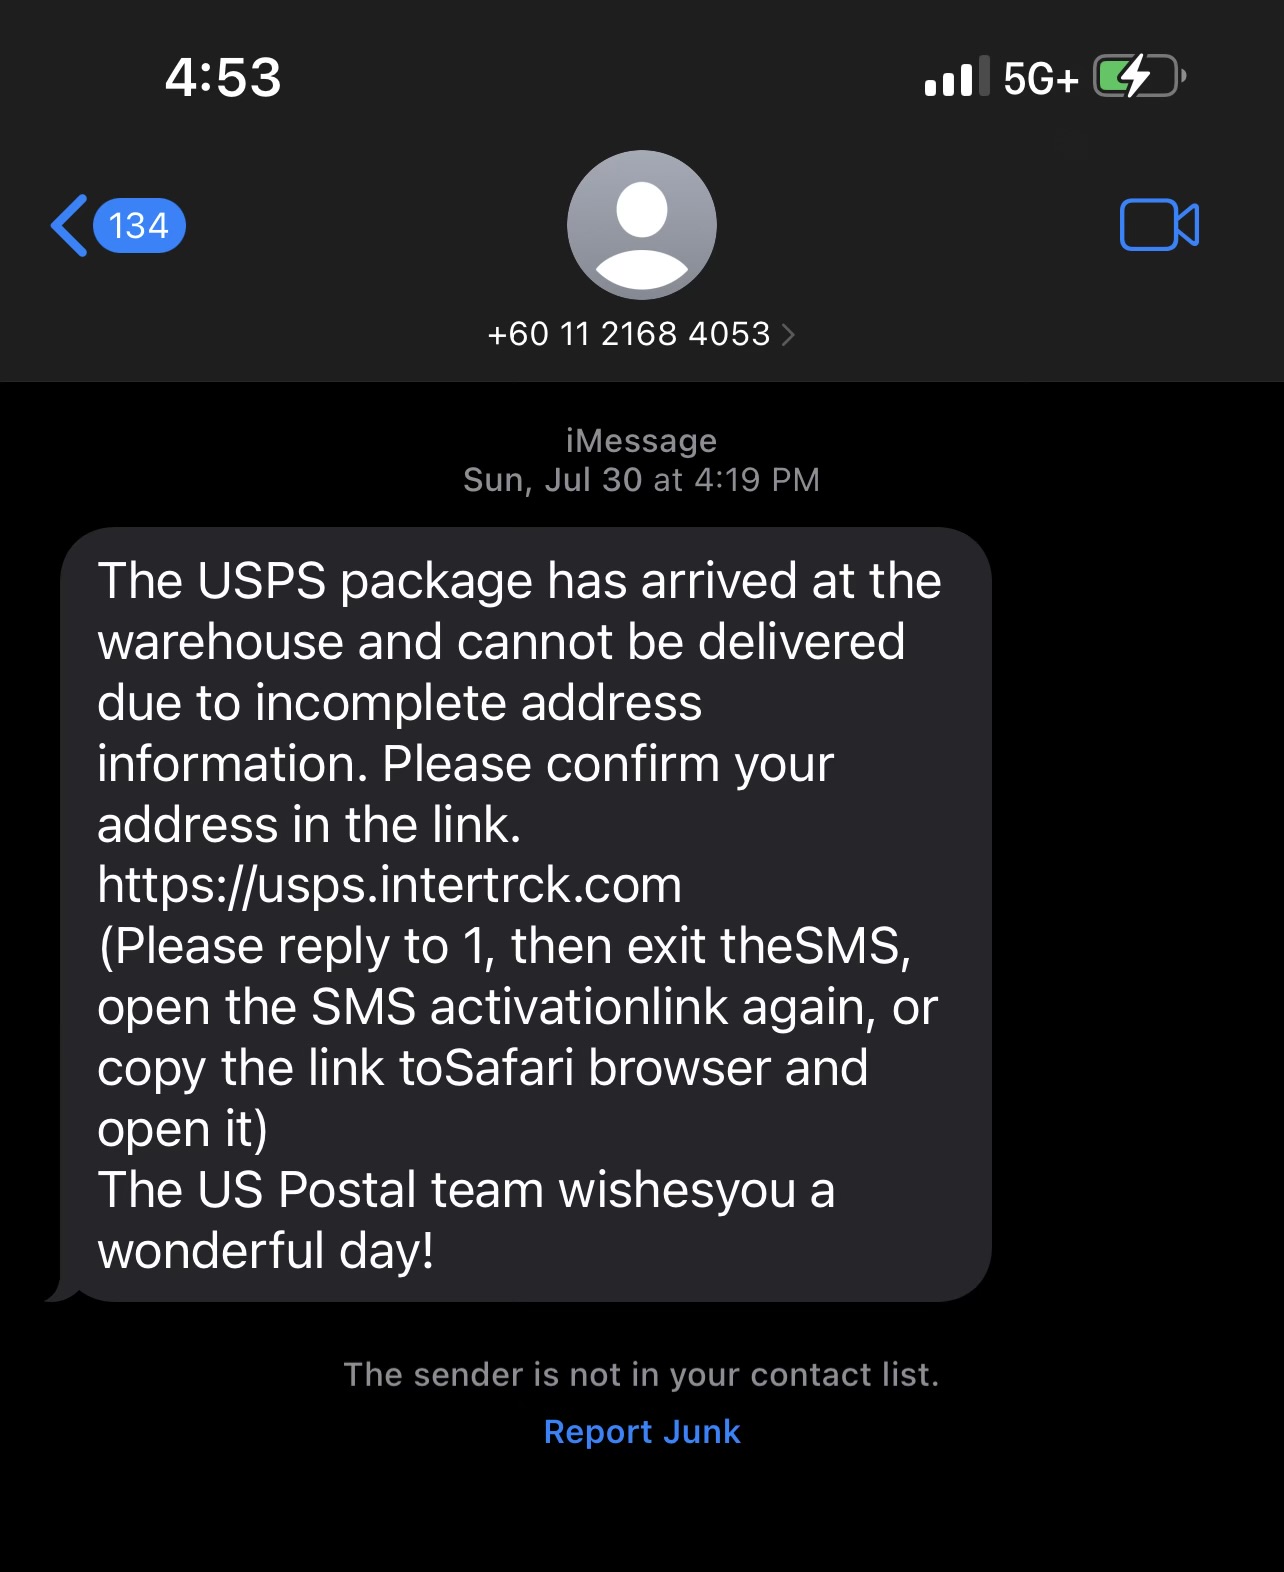 4:53
5G+
134
+60 11 2168 4053
iMessage
Sun, Jul 30 at 4:19 PM
The USPS package has arrived at the
warehouse and cannot be delivered
due to incomplete address
information. Please confirm your
address in the link.
https://usps.intertrck.com
(Please reply to 1, then exit theSMS,
open the SMS activationlink again, or
copy the link toSafari browser and
open it)
The US Postal team wishesyou a
wonderful day!
The sender is not in your contact list.
Report Junk